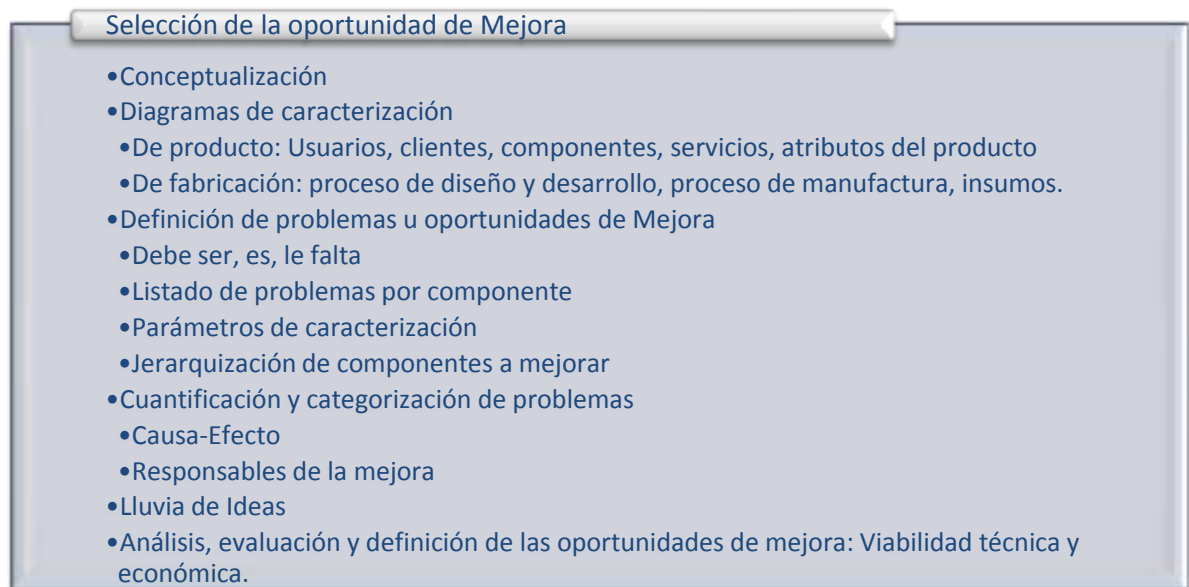 Selección de la oportunidad de Mejora
•Conceptualización
•Diagramas de caracterización
•De producto: Usuarios, clientes, componentes, servicios, atributos del producto
•De fabricación: proceso de diseño y desarrollo, proceso de manufactura, insumos.
•Definición de problemas u oportunidades de Mejora
•Debe ser, es, le falta
•Listado de problemas por componente
•Parámetros de caracterización
•Jerarquización de componentes a mejorar
•Cuantificación y categorización de problemas
•Causa-Efecto
•Responsables de la mejora
•Lluvia de Ideas
•Análisis, evaluación y definición de las oportunidades de mejora: Viabilidad técnica y
económica.